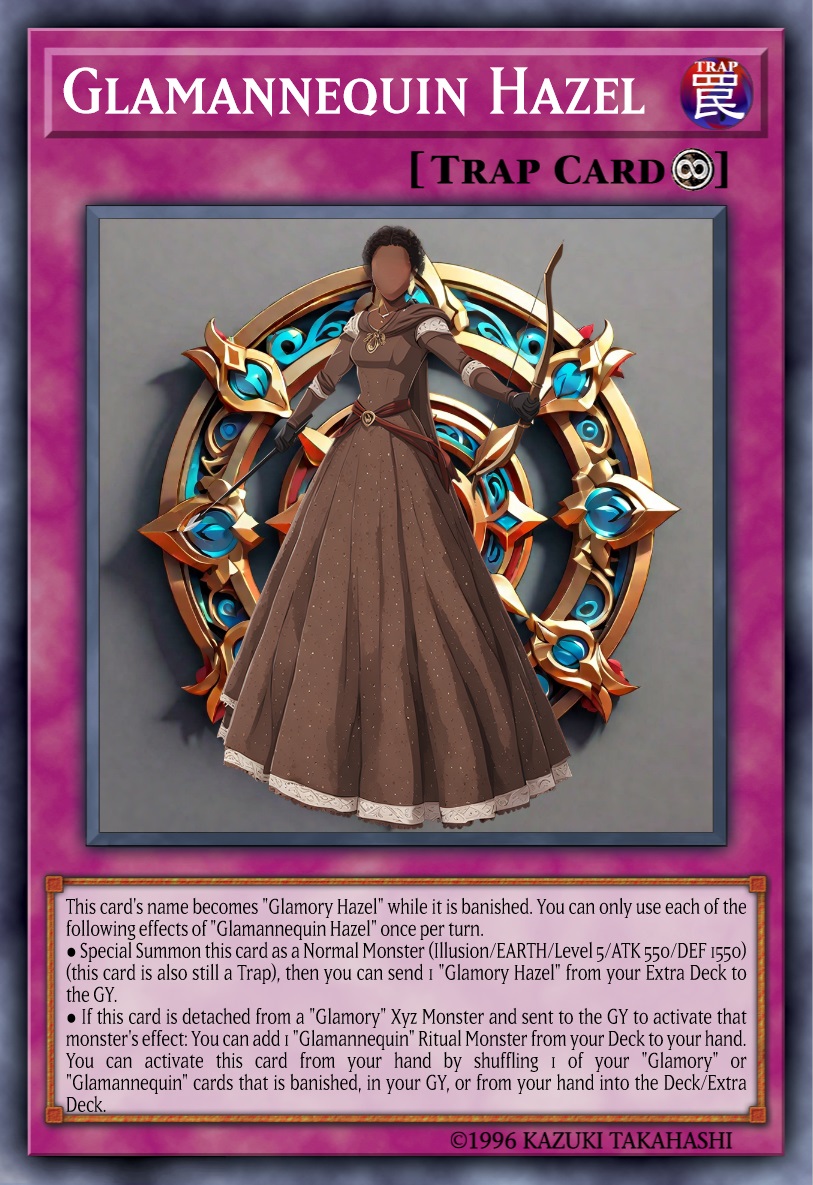 Glamannequin Hazel
TRAP
罠
[Trap Card]
This card's name becomes "Glamory Hazel" while it is banished. You can only use each of the
following effects of "Glamannequin Hazel" once per turn.
● Special Summon this card as a Normal Monster (Illusion/EARTH/Level 5/ATK 550/DEF 1550)
(this card is also still a Trap), then you can send 1 "Glamory Hazel" from your Extra Deck to
the GY.
● If this card is detached from a "Glamory" Xyz Monster and sent to the GY to activate that
monster's effect: You can add 1 "Glamannequin" Ritual Monster from your Deck to your hand.
You can activate this card from your hand by shuffling 1 of your "Glamory" or
"Glamannequin" cards that is banished, in your GY, or from your hand into the Deck/Extra
Deck.
©1996 KAZUKI TAKAHASHI